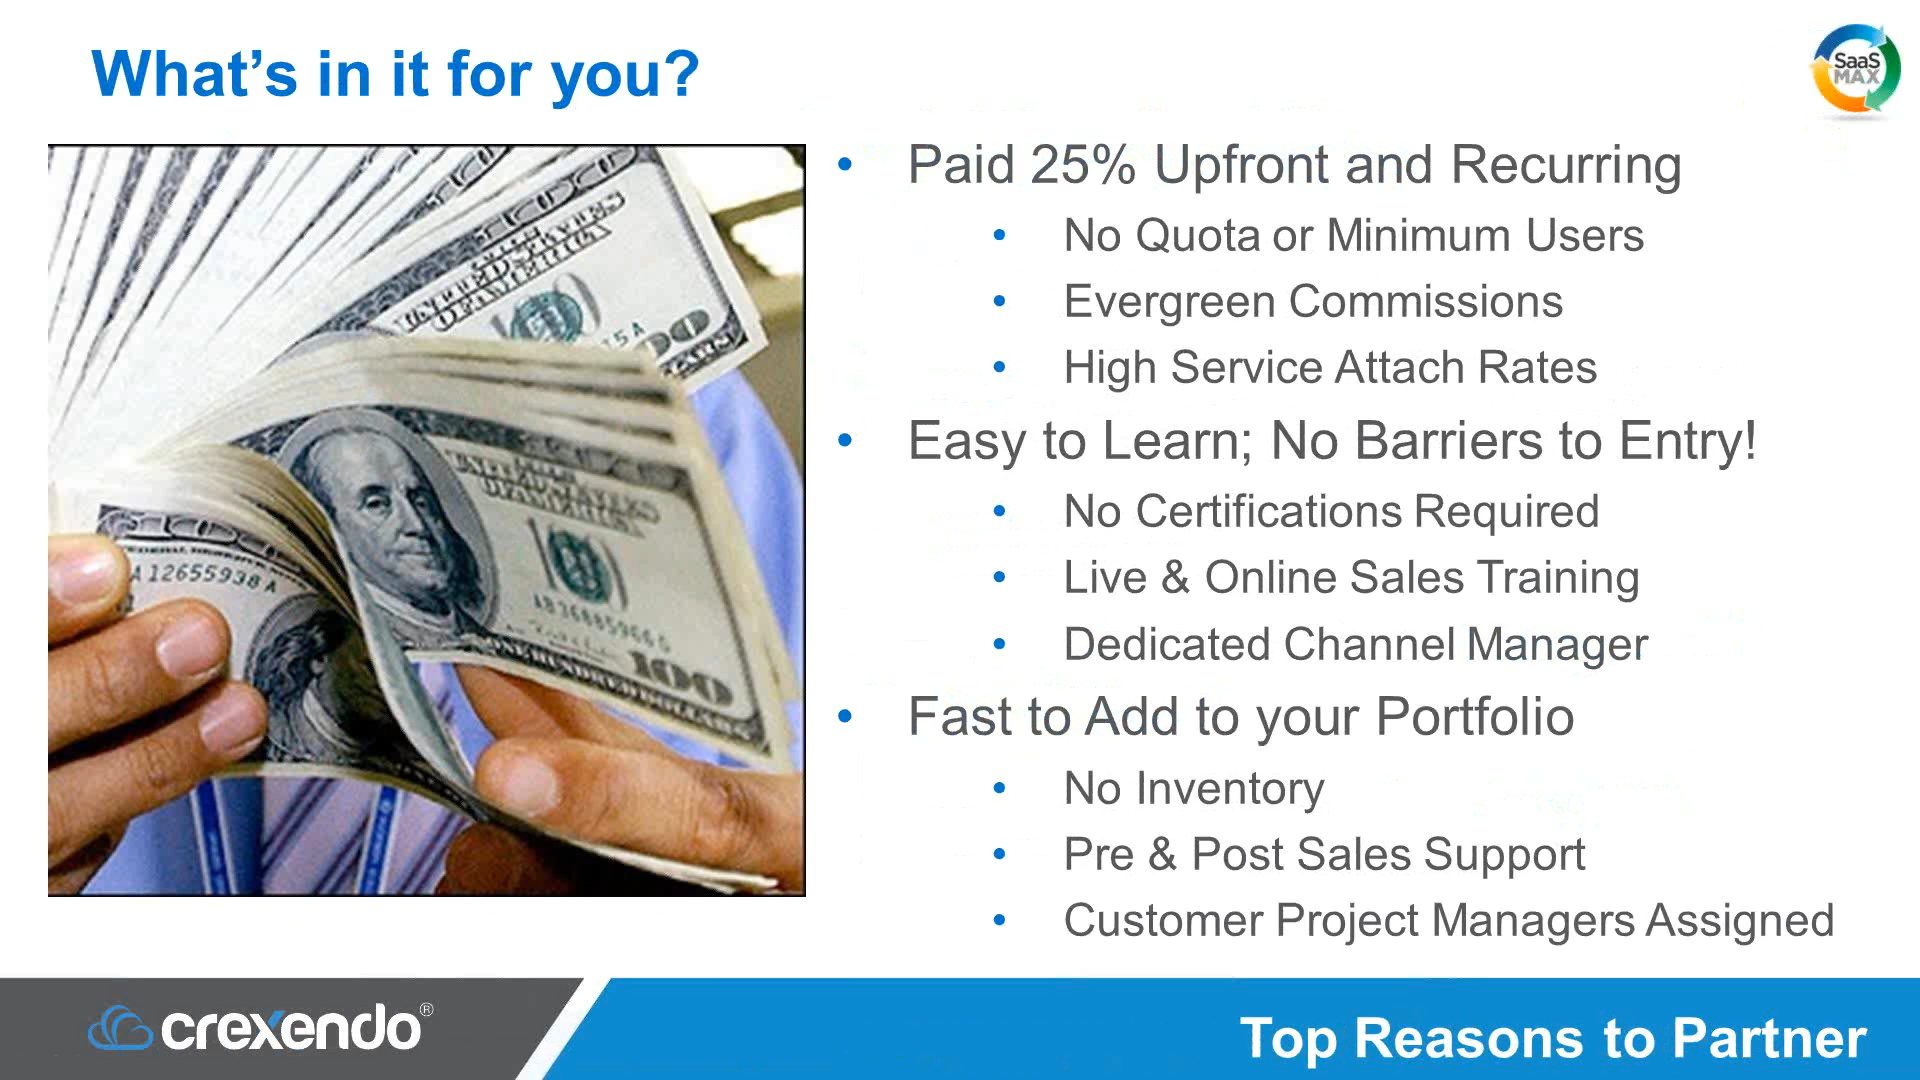 What's in it for you?
SaaS
MAX
• Paid 25% Upfront and Recurring
• No Quota or Minimum Users
• Evergreen Commissions
• High Service Attach Rates
• Easy to Learn; No Barriers to Entry!
• No Certifications Required
• Live & Online Sales Training
• Dedicated Channel Manager
• Fast to Add to your Portfolio
• No Inventory
• Pre & Post Sales Support
• Customer Project Managers Assigned
A 12655938 A
100
crexendo®
Top Reasons to Partner